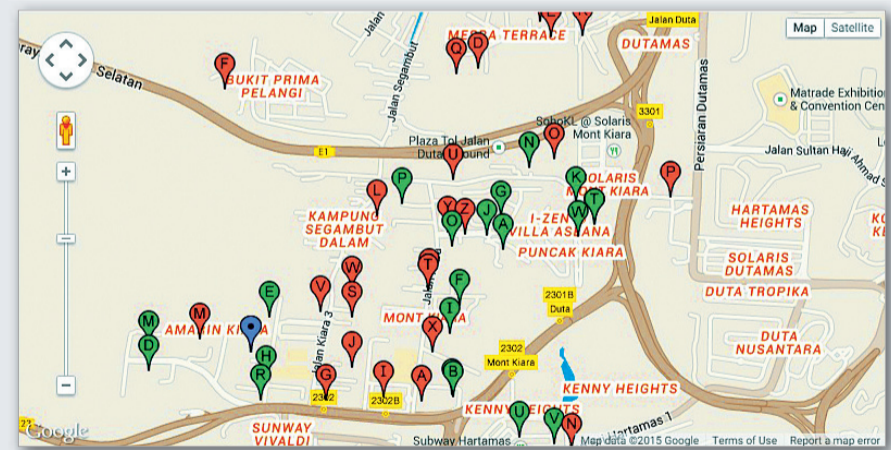 Jalan Duta
Map Satellite
MERRA TERRACE
DUTAMAS
Q D
F
Selatan
BUKIT PRIMA
PELANGI
Jalan Segambut
Jalan
Persiaran Dutamas
Matrade Exhibition
& Convention Cen
3301
SohoKL @ Solaris
Mont Kiara
Plaza Tol Jalan
E1
N O
U
Jalan Sultan Haji Ahmad S
P
L
K
SOLARIS
MONT KIARA
P
G
T
Y Z J W
O A
KAMPUNG
SEGAMBUT
DALAM
I-ZEN
VILLA ASEANA
PUNCAK KIARA
HARTAMAS
HEIGHTS
SOLARIS
DUTAMAS
DUTA TROPIKA
T
W
V S
E
F
I
2301B
Duta
M M
D
AMARIN KIARA
MONT KIARA
X
Jalan Kiara 3
J
H
R
G I A B
2302
Mont Kiara
DUTA
NUSANTARA
KENNY HEIGHTS
2302 2302B
KENNY HEIGHTS
U V N
Hartamas 1
SUNWAY
VIVALDI
Google
Subway Hartamas
Map data ©2015 Google Terms of Use Report a map error